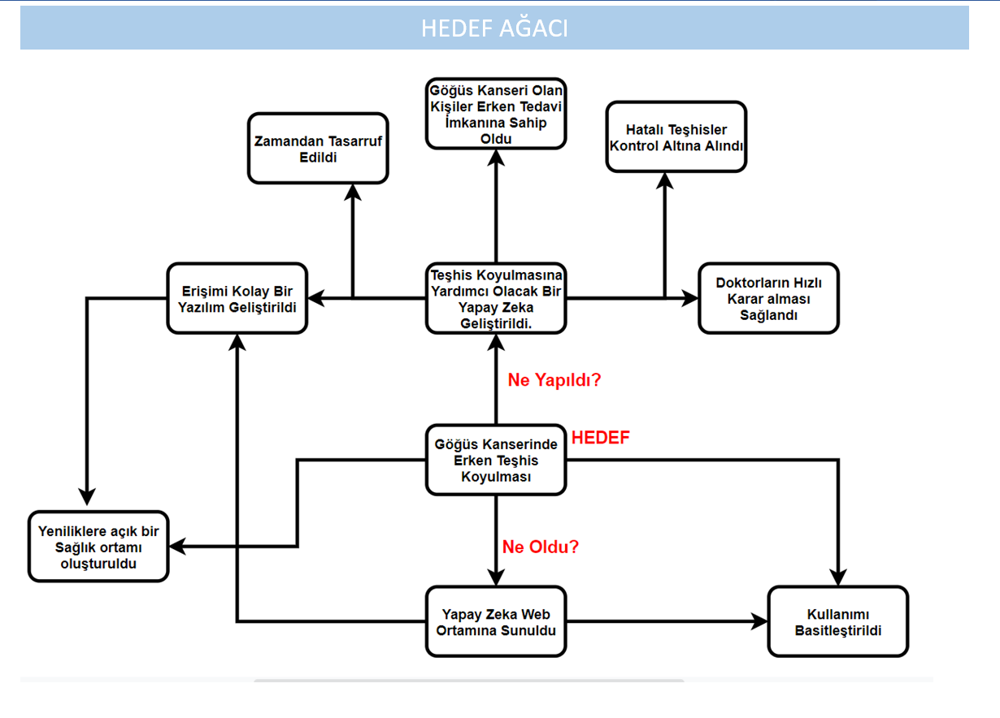 HEDEF AĞACI
Göğüs Kanseri Olan
Kişiler Erken Tedavi
İmkanına Sahip
Oldu
Zamandan Tasarruf
Edildi
Hatalı Teşhisler
Kontrol Altına Alındı
Erişimi Kolay Bir
Yazılım Geliştirildi
Teşhis Koyulmasına
Yardımcı Olacak Bir
Yapay Zeka
Geliştirildi.
Doktorların Hızlı
Karar alması
Sağlandı
Ne Yapıldı?
HEDEF
Göğüs Kanserinde
Erken Teşhis
Koyulması
Yeniliklere açık bir
Sağlık ortamı
oluşturuldu
Ne Oldu?
Yapay Zeka Web
Ortamına Sunuldu
Kullanımı
Basitleştirildi